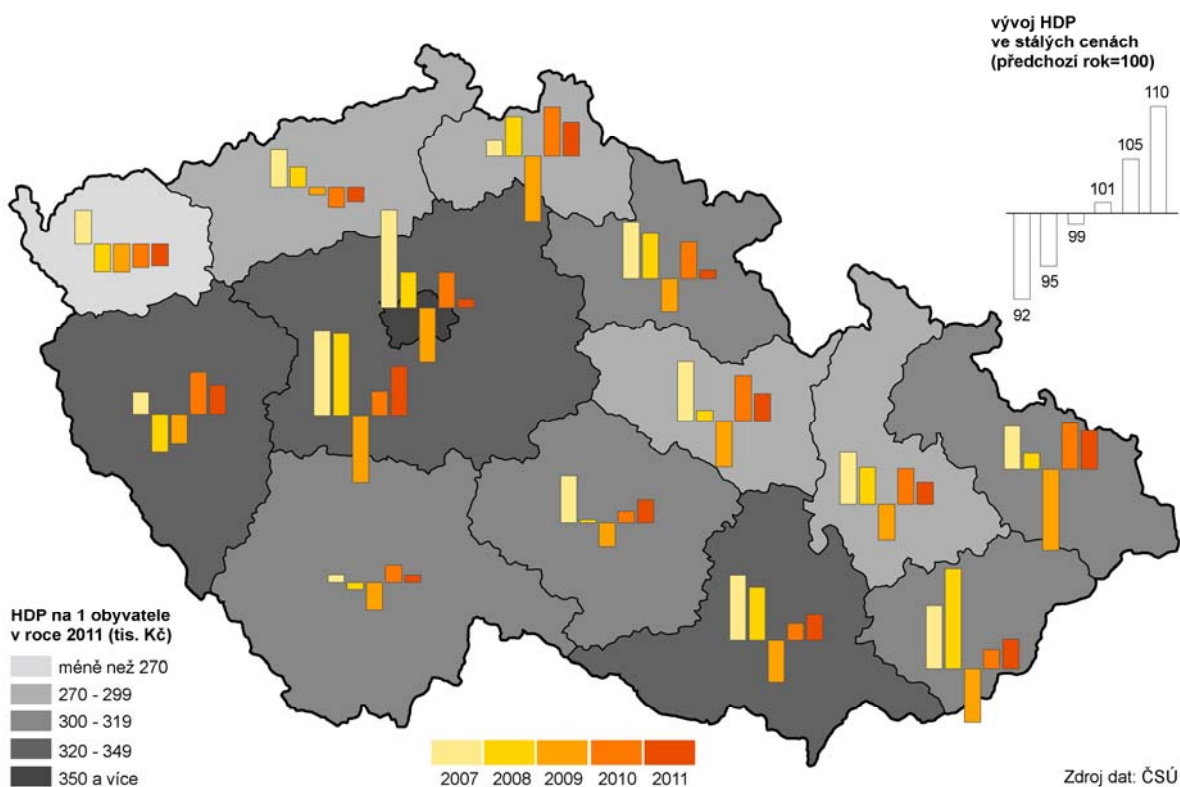 vývoj HDP
ve stálých cenách
(předchozí rok=100)
110
105
101
99
95
92
HDP na 1 obyvatele
v roce 2011 (tis. Kč)
méně než 270
270 - 299
300 - 319
320 - 349
350 a více
2007 2008 2009 2010 2011
Zdroj dat: ČSÚ